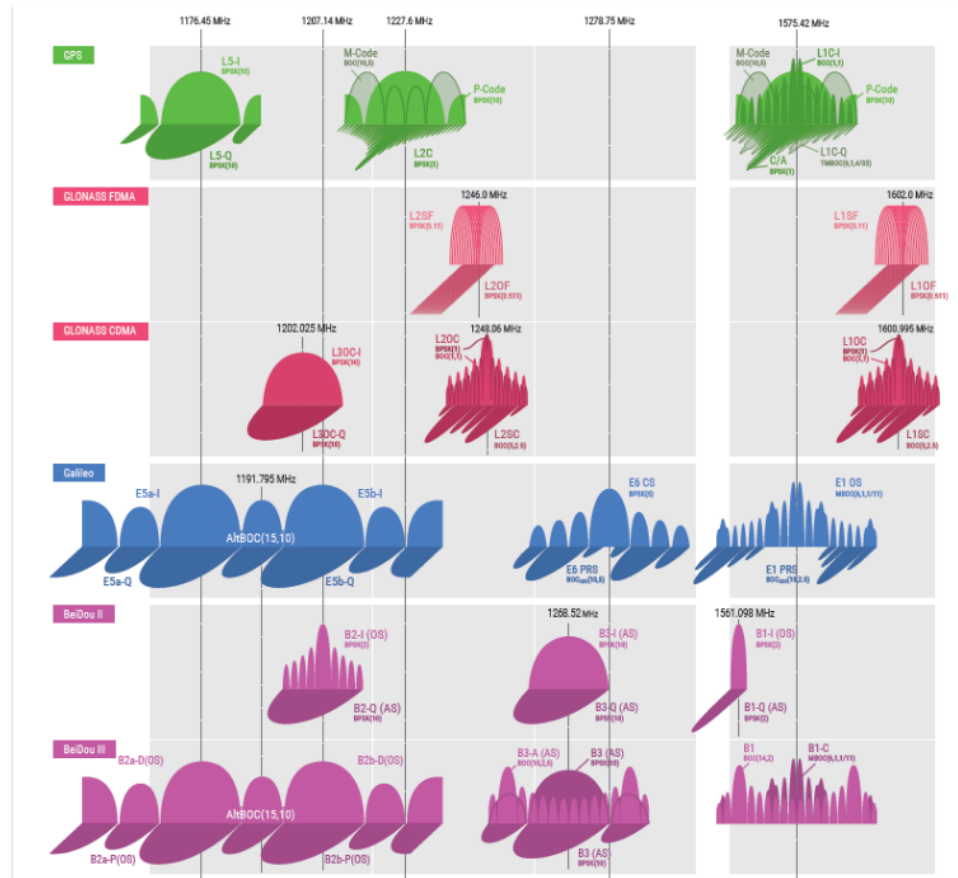 1176.45 MHz
1207.14 MHz
1227.6 MHz
1278.75 MHz
1575.42 MHz
GPS
L5-I
BPSK(10)
L5-Q
BPSK(10)
M-Code
BOC(10,5)
P-Code
BPSK(10)
L2C
BPSK(1)
M-Code
BOC(10,5)
L1C-I
BOC(1,1)
P-Code
BPSK(10)
L1C-Q
TMBOC(6,1,4/33)
C/A
BPSK(1)
GLONASS FDMA
1246.0 MHz
L2SF
BPSK(5.11)
L2OF
BPSK(0.511)
1602.0 MHz
L1SF
BPSK(5.11)
L1OF
BPSK(0.511)
GLONASS CDMA
1202.025 MHz
L3OC-I
BPSK(10)
L3OC-Q
BPSK(10)
1248.06 MHz
L2OC
BPSK(1)
BOC(1,1)
L2SC
BOC(5,2.5)
1600.995 MHz
L1OC
BPSK(1)
BOC(1,1)
L1SC
BOC(5,2.5)
Galileo
1191.795 MHz
E5a-I
E5b-I
AltBOC(15,10)
E5a-Q
E5b-Q
E6 CS
BPSK(5)
E6 PRS
BOCcos(10,5)
E1 OS
MBOC(6,1,1/11)
E1 PRS
BOCcos(15,2.5)
BeiDou II
B2-I (OS)
BPSK(2)
B2-Q (AS)
BPSK(10)
1268.52 MHz
B3-I (AS)
BPSK(10)
B3-Q (AS)
BPSK(10)
1561.098 MHz
B1-I (OS)
BPSK(2)
B1-Q (AS)
BPSK(2)
BeiDou III
B2a-D(OS)
B2b-D(OS)
AltBOC(15,10)
B2a-P(OS)
B2b-P(OS)
B3-A (AS)
BOC(15,2,5)
B3 (AS)
BPSK(10)
B3 (AS)
BPSK(10)
B1
BOC(14,2)
B1-C
MBOC(6,1,1/11)